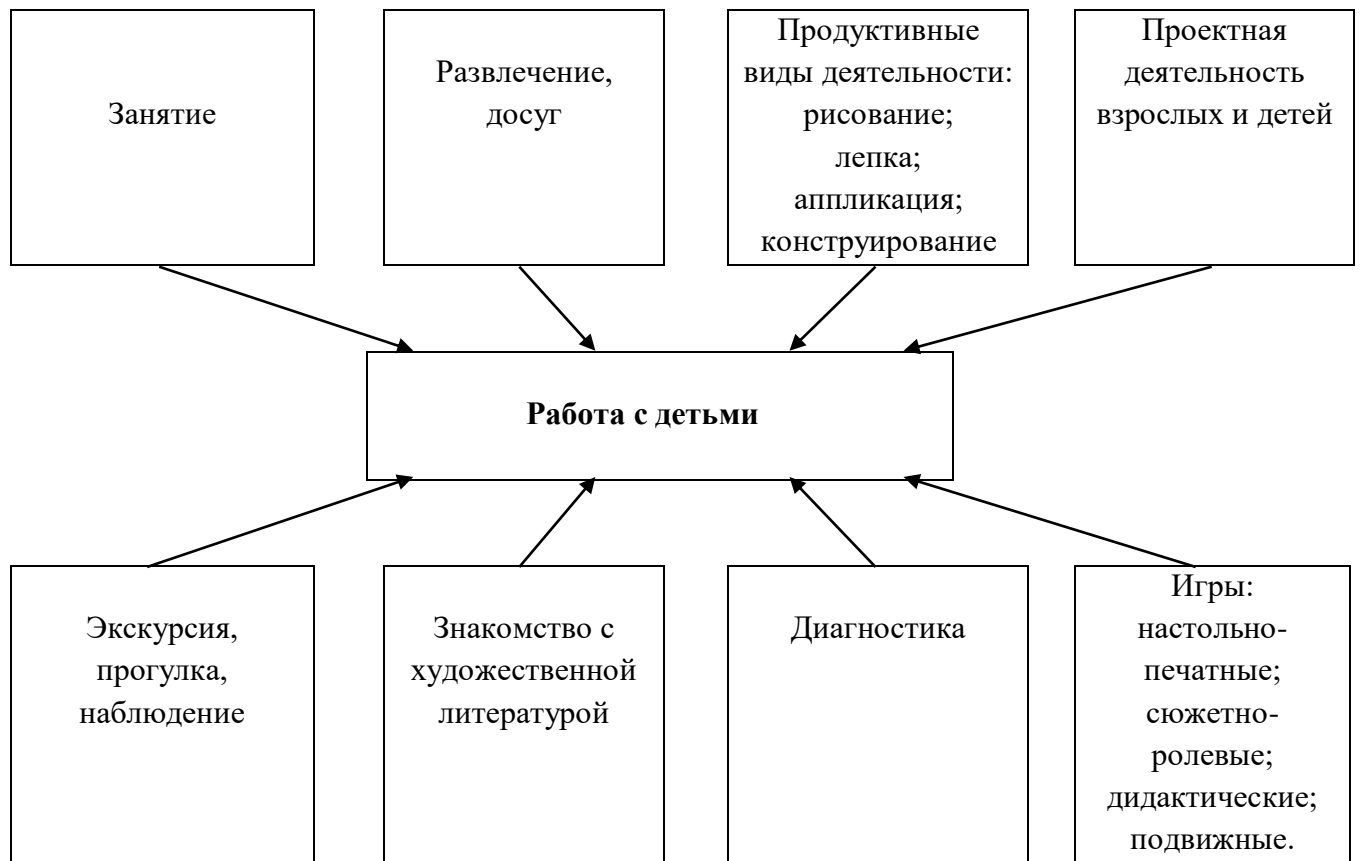 Занятие
Развлечение,
досуг
Продуктивные
виды деятельности:
рисование;
лепка;
аппликация;
конструирование
Проектная
деятельность
взрослых и детей
Работа с детьми
Экскурсия,
прогулка,
наблюдение
Знакомство с
художественной
литературой
Диагностика
Игры:
настольно-
печатные;
сюжетно-
ролевые;
дидактические;
подвижные.